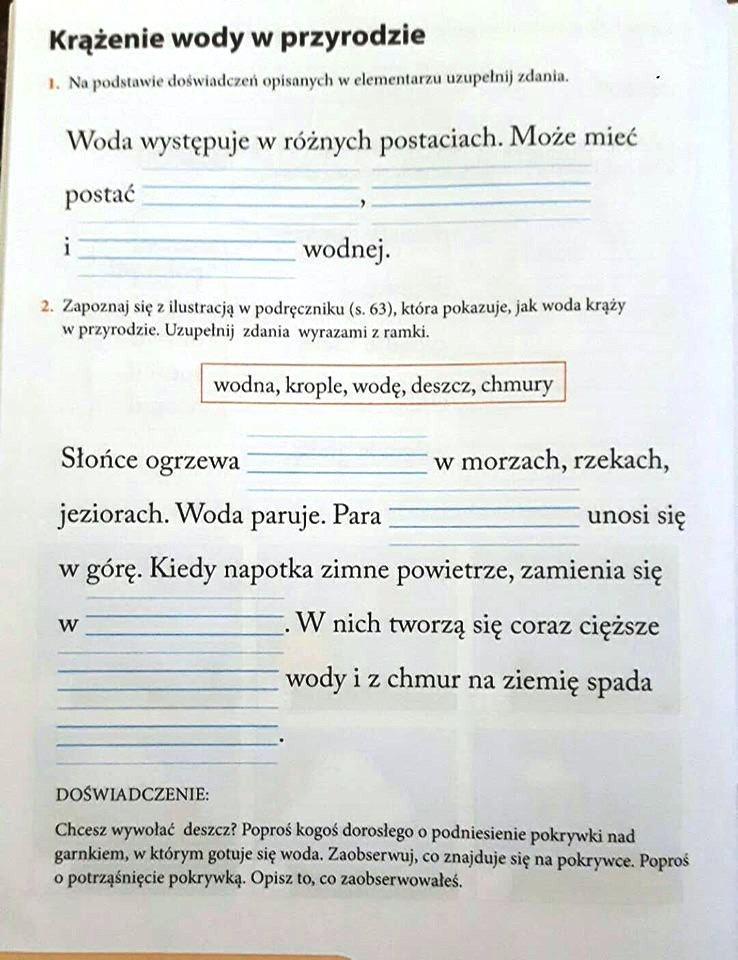 Krążenie wody w przyrodzie
1. Na podstawie doświadczeń opisanych w elementarzu uzupełnij zdania.
Woda występuje w różnych postaciach. Może mieć
postać , 
i wodnej.
2. Zapoznaj się z ilustracją w podręczniku (s. 63), która pokazuje, jak woda krąży
w przyrodzie. Uzupełnij zdania wyrazami z ramki.
wodna, krople, wodę, deszcz, chmury
Słońce ogrzewa w morzach, rzekach,
jeziorach. Woda paruje. Para unosi się
w górę. Kiedy napotka zimne powietrze, zamienia się
w . W nich tworzą się coraz cięższe
wody i z chmur na ziemię spada
.
DOŚWIADCZENIE:
Chcesz wywołać deszcz? Poproś kogoś dorosłego o podniesienie pokrywki nad
garnkiem, w którym gotuje się woda. Zaobserwuj, co znajduje się na pokrywce. Poproś
o potrząśnięcie pokrywką. Opisz to, co zaobserwowałeś.